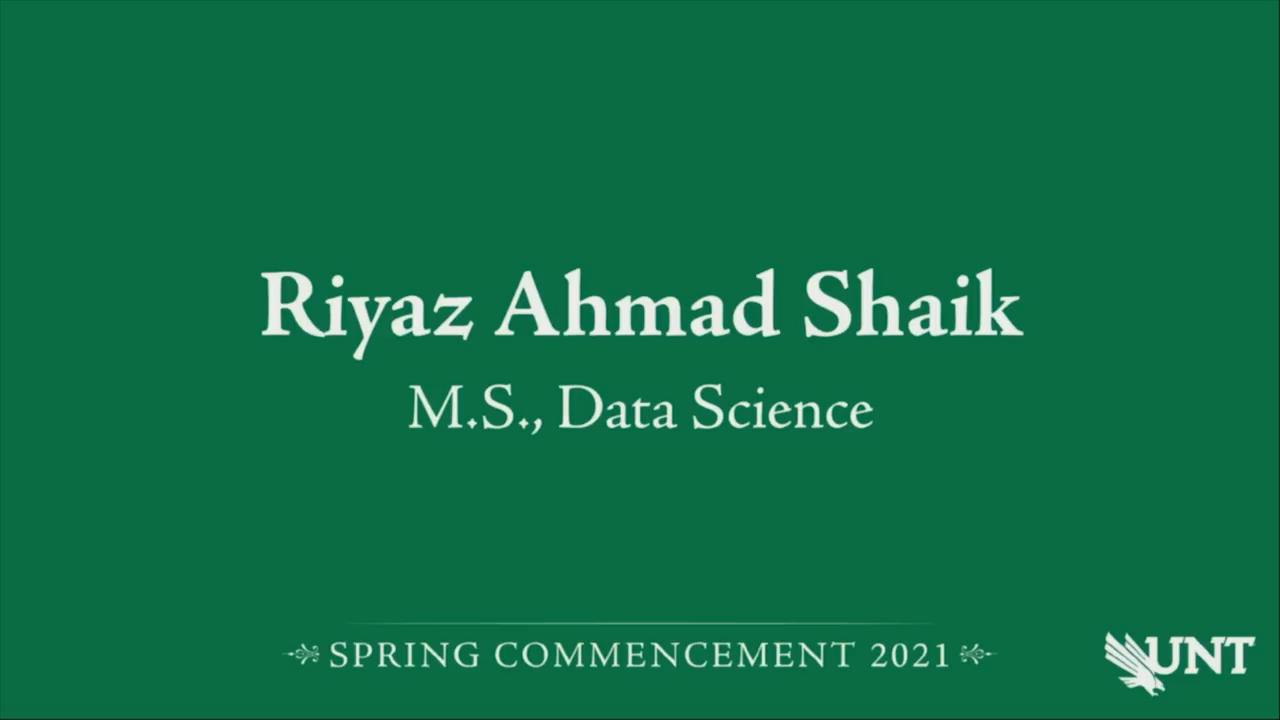 Riyaz Ahmad Shaik
M.S., Data Science
SPRING COMMENCEMENT 2021
UNT